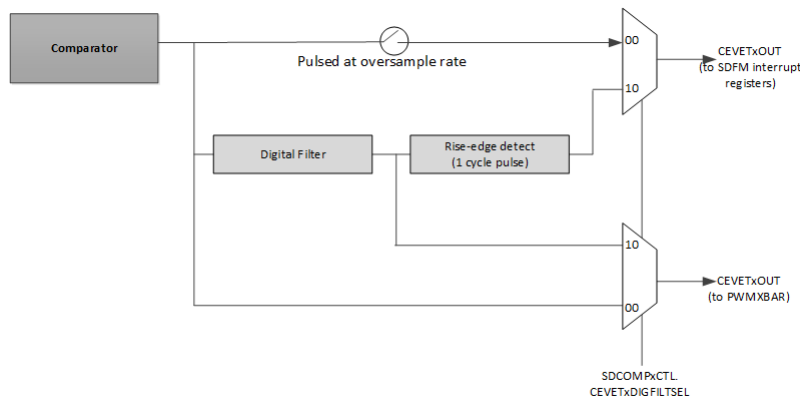 Comparator
Pulsed at oversample rate
00
CEVETxOUT
(to SDFM interrupt
registers)
10
Digital Filter
Rise-edge detect
(1 cycle pulse)
10
CEVETxOUT
(to PWMXBAR)
00
SDCOMPxCTL.
CEVETxDIGFILTSEL